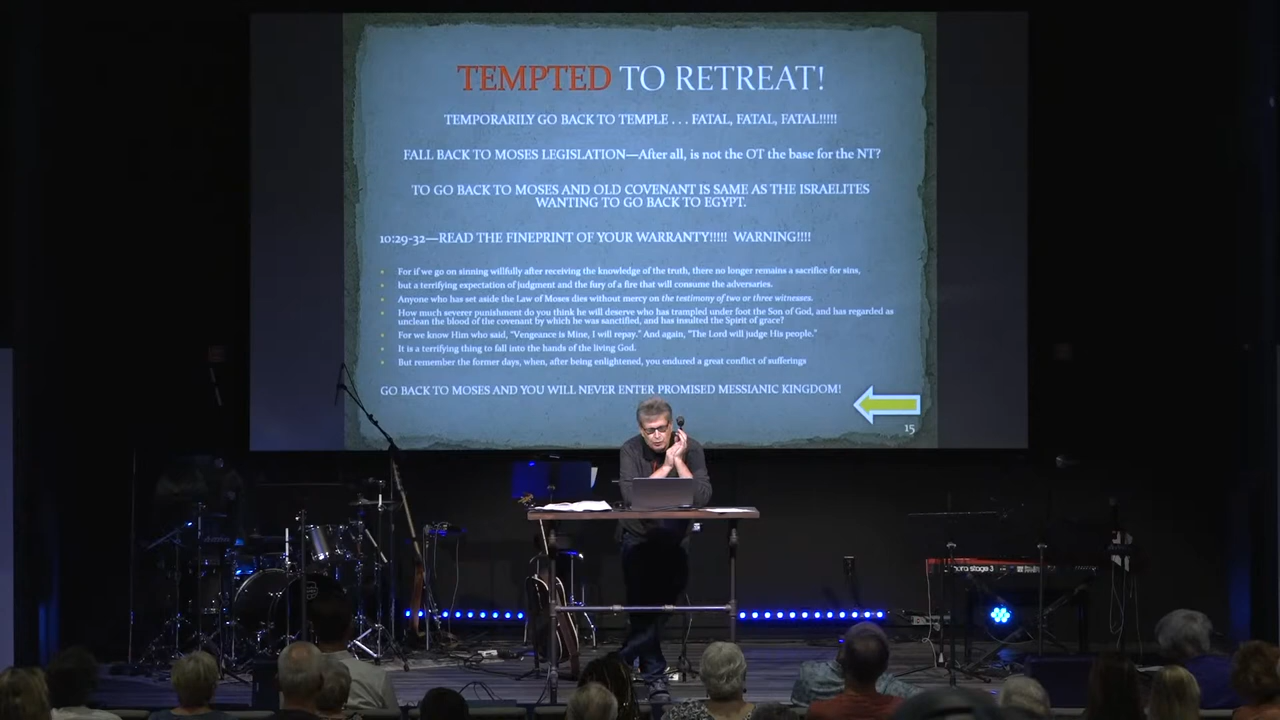 TEMPTED TO RETREAT!
TEMPORARILY GO BACK TO TEMPLE . . . FATAL, FATAL, FATAL!!!!!
FALL BACK TO MOSES LEGISLATION—After all, is not the OT the base for the NT?
TO GO BACK TO MOSES AND OLD COVENANT IS SAME AS THE ISRAELITES
WANTING TO GO BACK TO EGYPT.
10:29-32—READ THE FINEPRINT OF YOUR WARRANTY!!!!! WARNING!!!!
For if we go on sinning willfully after receiving the knowledge of the truth, there no longer remains a sacrifice for sins,
but a terrifying expectation of judgment and the fury of a fire that will consume the adversaries.
Anyone who has set aside the Law of Moses dies without mercy on the testimony of two or three witnesses.
How much severer punishment do you think he will deserve who has trampled under foot the Son of God, and has regarded as
unclean the blood of the covenant by which he was sanctified, and has insulted the Spirit of grace?
For we know Him who said, "Vengeance is Mine, I will repay." And again, "The Lord will judge His people."
It is a terrifying thing to fall into the hands of the living God.
But remember the former days, when, after being enlightened, you endured a great conflict of sufferings
GO BACK TO MOSES AND YOU WILL NEVER ENTER PROMISED MESSIANIC KINGDOM!
15
stage 3